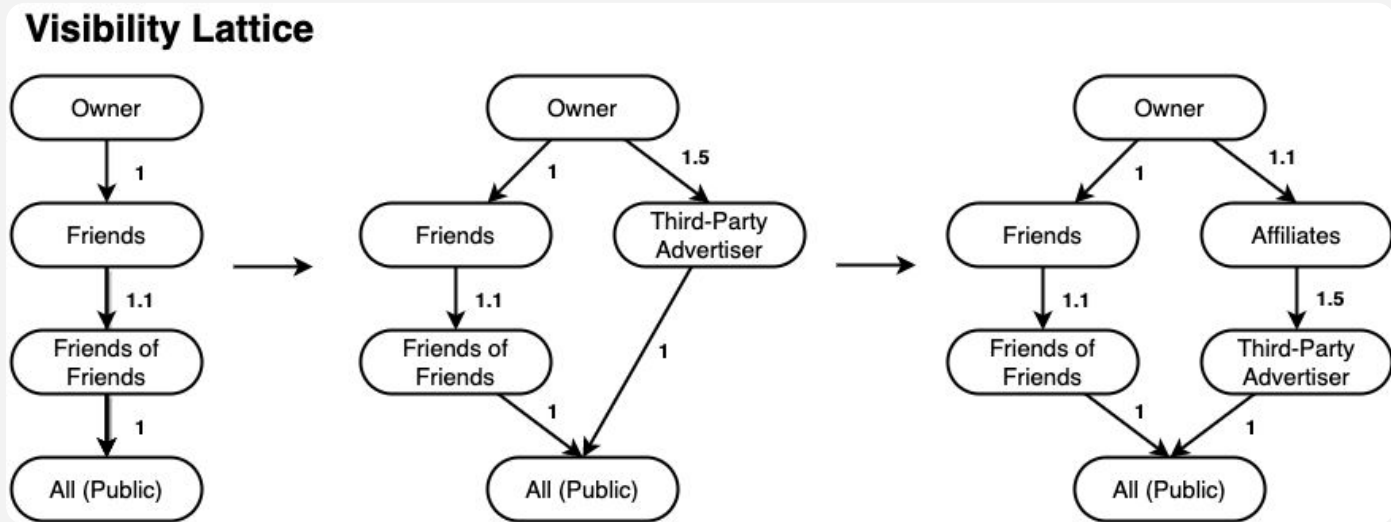 Visibility Lattice
Owner
1
Friends
1.1
Friends of
Friends
1
All (Public)
Owner
1
1.5
Friends
Third-Party
Advertiser
1.1
Friends of
Friends
1
1
All (Public)
Owner
1
1.1
Friends
Affiliates
1.1
1.5
Friends of
Friends
Third-Party
Advertiser
1
1
All (Public)